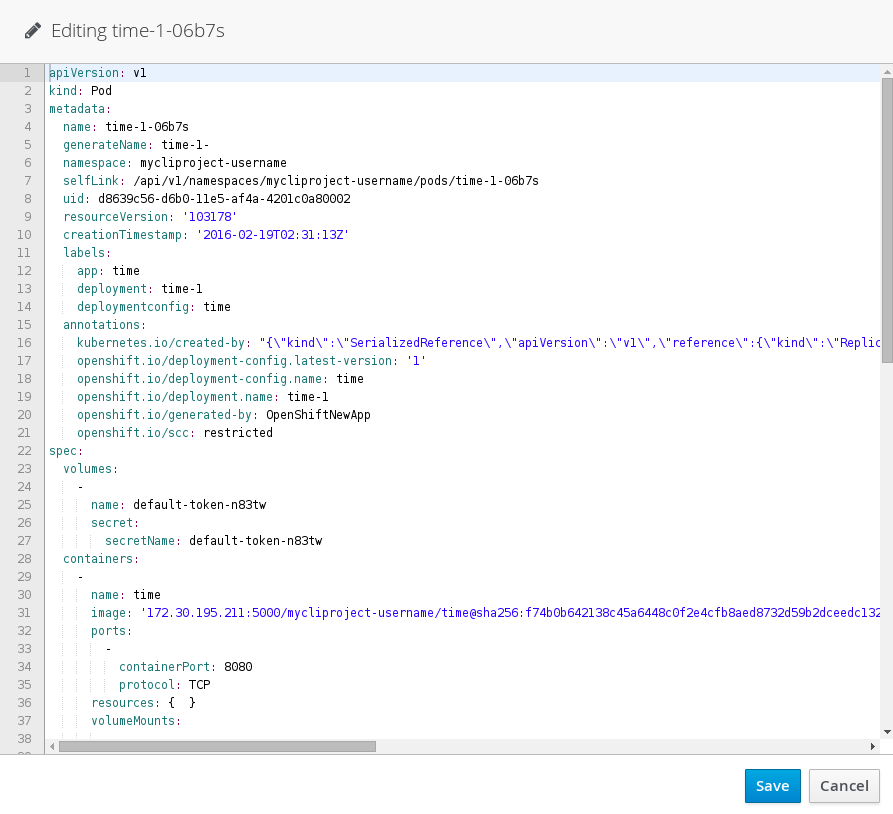 Editing time-1-06b7s
1 apiVersion: v1
2 kind: Pod
3 metadata:
4 name: time-1-06b7s
5 generateName: time-1-
6 namespace: mycliproject-username
7 selfLink: /api/v1/namespaces/mycliproject-username/pods/time-1-06b7s
8 uid: d8639c56-d6b0-11e5-af4a-4201c0a80002
9 resourceVersion: '103178'
10 creationTimestamp: '2016-02-19T02:31:13Z'
11 labels:
12 app: time
13 deployment: time-1
14 deploymentconfig: time
15 annotations:
16 kubernetes.io/created-by: "{\"kind\":\"SerializedReference\",\"apiVersion\":\"v1\",\"reference\":{\"kind\":\"Replic
17 openshift.io/deployment-config.latest-version: '1'
18 openshift.io/deployment-config.name: time
19 openshift.io/deployment.name: time-1
20 openshift.io/generated-by: OpenShiftNewApp
21 openshift.io/scc: restricted
22 spec:
23 volumes:
24 -
25 name: default-token-n83tw
26 secret:
27 secretName: default-token-n83tw
28 containers:
29 -
30 name: time
31 image: '172.30.195.211:5000/mycliproject-username/time@sha256:f74b0b642138c45a6448c0f2e4cfb8aed8732d59b2dceedc132
32 ports:
33 -
34 containerPort: 8080
35 protocol: TCP
36 resources: {  }
37 volumeMounts:
38
Save Cancel